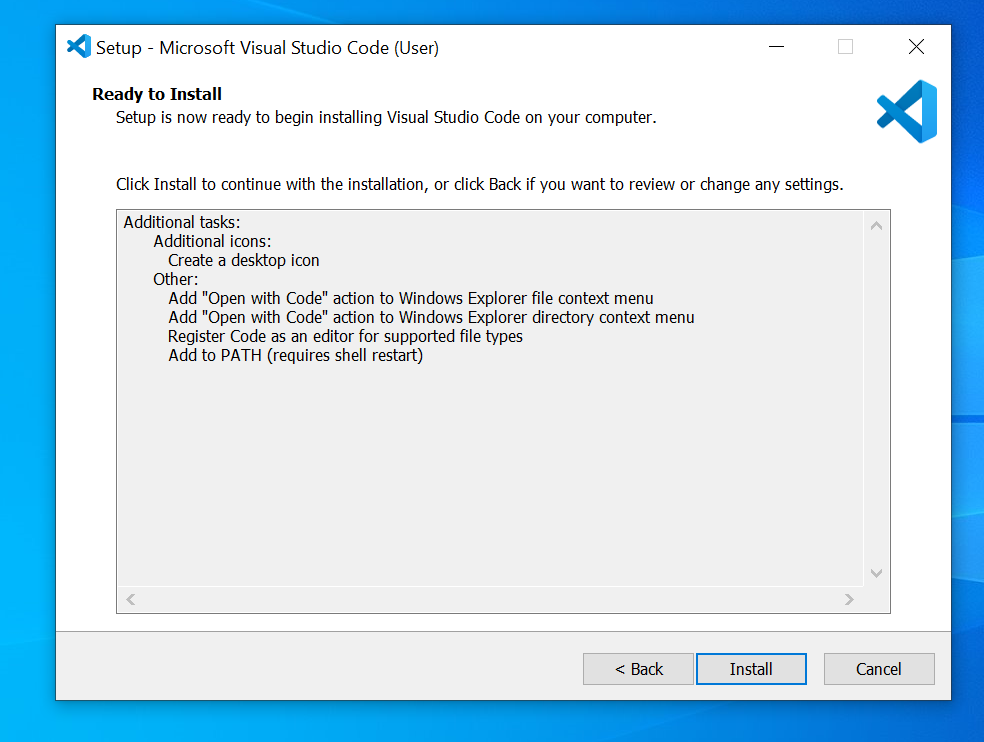 Setup - Microsoft Visual Studio Code (User)
Ready to Install
Setup is now ready to begin installing Visual Studio Code on your computer.
Click Install to continue with the installation, or click Back if you want to review or change any settings.
Additional tasks:
Additional icons:
Create a desktop icon
Other:
Add "Open with Code" action to Windows Explorer file context menu
Add "Open with Code" action to Windows Explorer directory context menu
Register Code as an editor for supported file types
Add to PATH (requires shell restart)
< Back
Install
Cancel